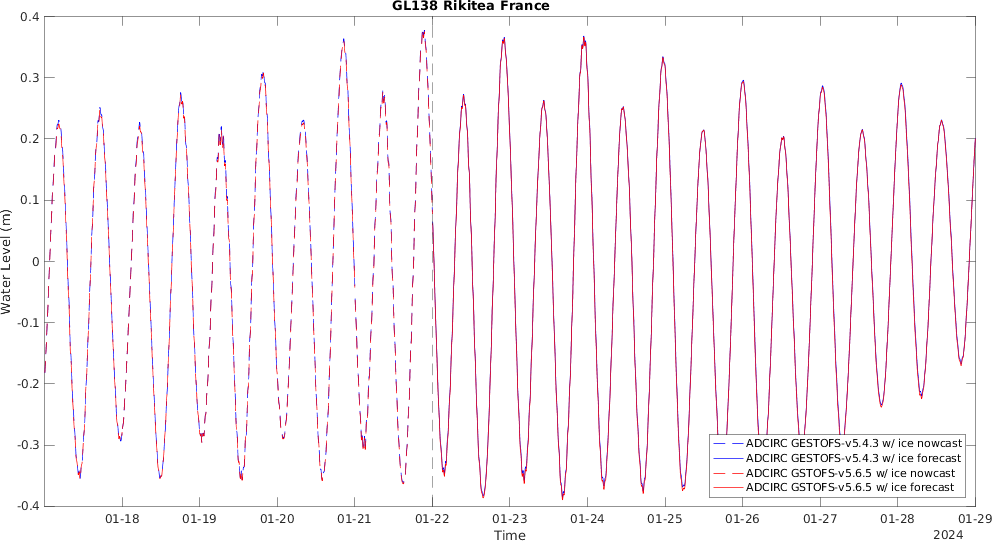 GL138 Rikitea France
0.4
0.3
0.2
0.1
0
-0.1
-0.2
-0.3
-0.4
Water Level (m)
ADCIRC GESTOFS-v5.4.3 w/ ice nowcast
ADCIRC GESTOFS-v5.4.3 w/ ice forecast
ADCIRC GSTOFS-v5.6.5 w/ ice nowcast
ADCIRC GSTOFS-v5.6.5 w/ ice forecast
01-18 01-19 01-20 01-21 01-22 01-23 01-24 01-25 01-26 01-27 01-28 01-29
Time
2024